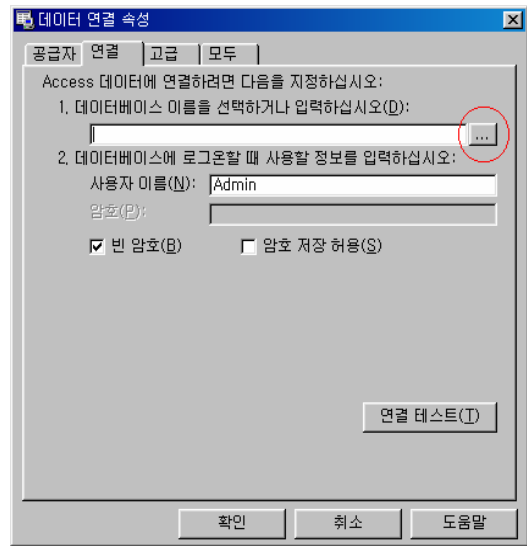 데이터 연결 속성
공급자 연결 고급 모두
Access 데이터에 연결하려면 다음을 지정하십시오:
1. 데이터베이스 이름을 선택하거나 입력하십시오(D):
...
2. 데이터베이스에 로그온할 때 사용할 정보를 입력하십시오:
사용자 이름(N): Admin
암호(P):
빈 암호(B) 암호 저장 허용(S)
연결 테스트(T)
확인 취소 도움말